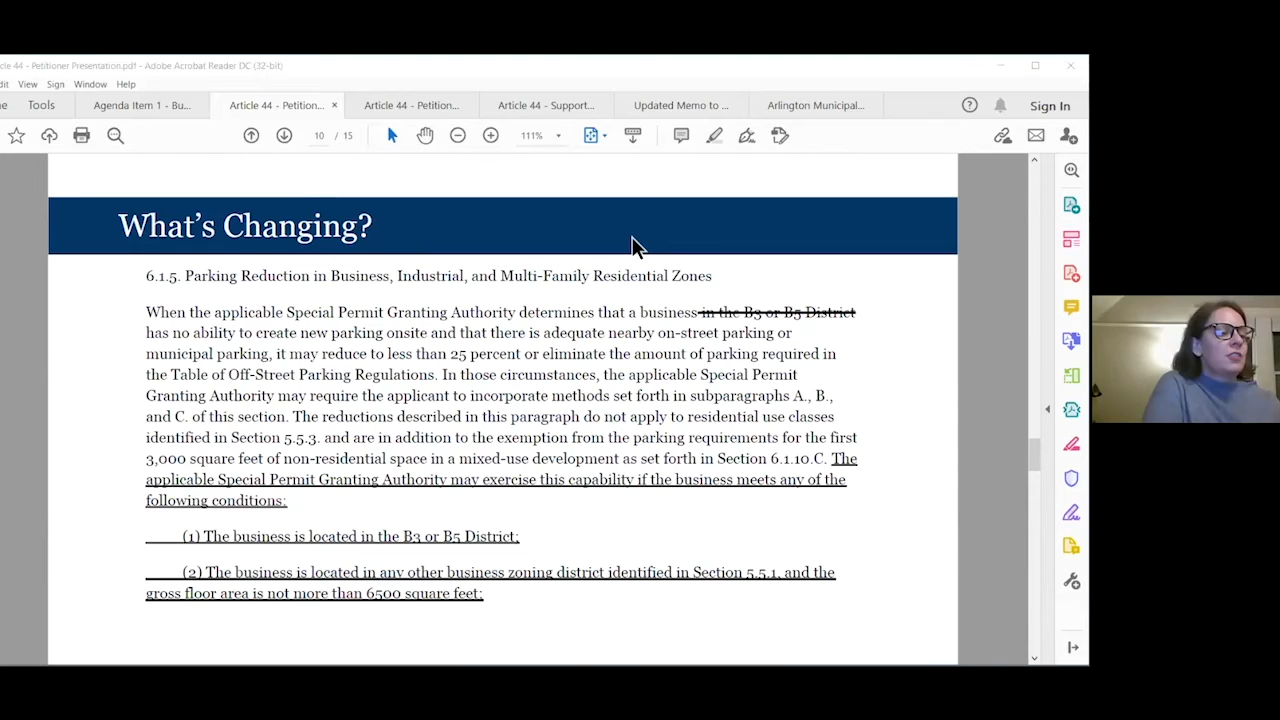 cle 44 - Petitioner Presentation.pdf - Adobe Acrobat Reader DC (32-bit)
dit View Sign Window Help
ne Tools Agenda Item 1 - Bu... Article 44 - Petition... × Article 44 - Petition... Article 44 - Support... Updated Memo to ... Arlington Municipal... Sign In
10 / 15 111%
What's Changing?
6.1.5. Parking Reduction in Business, Industrial, and Multi-Family Residential Zones
When the applicable Special Permit Granting Authority determines that a business in the B3 or B5 District
has no ability to create new parking onsite and that there is adequate nearby on-street parking or
municipal parking, it may reduce to less than 25 percent or eliminate the amount of parking required in
the Table of Off-Street Parking Regulations. In those circumstances, the applicable Special Permit
Granting Authority may require the applicant to incorporate methods set forth in subparagraphs A., B.,
and C. of this section. The reductions described in this paragraph do not apply to residential use classes
identified in Section 5.5.3. and are in addition to the exemption from the parking requirements for the first
3,000 square feet of non-residential space in a mixed-use development as set forth in Section 6.1.10.C. The
applicable Special Permit Granting Authority may exercise this capability if the business meets any of the
following conditions:
(1) The business is located in the B3 or B5 District;
(2) The business is located in any other business zoning district identified in Section 5.5.1, and the
gross floor area is not more than 6500 square feet;